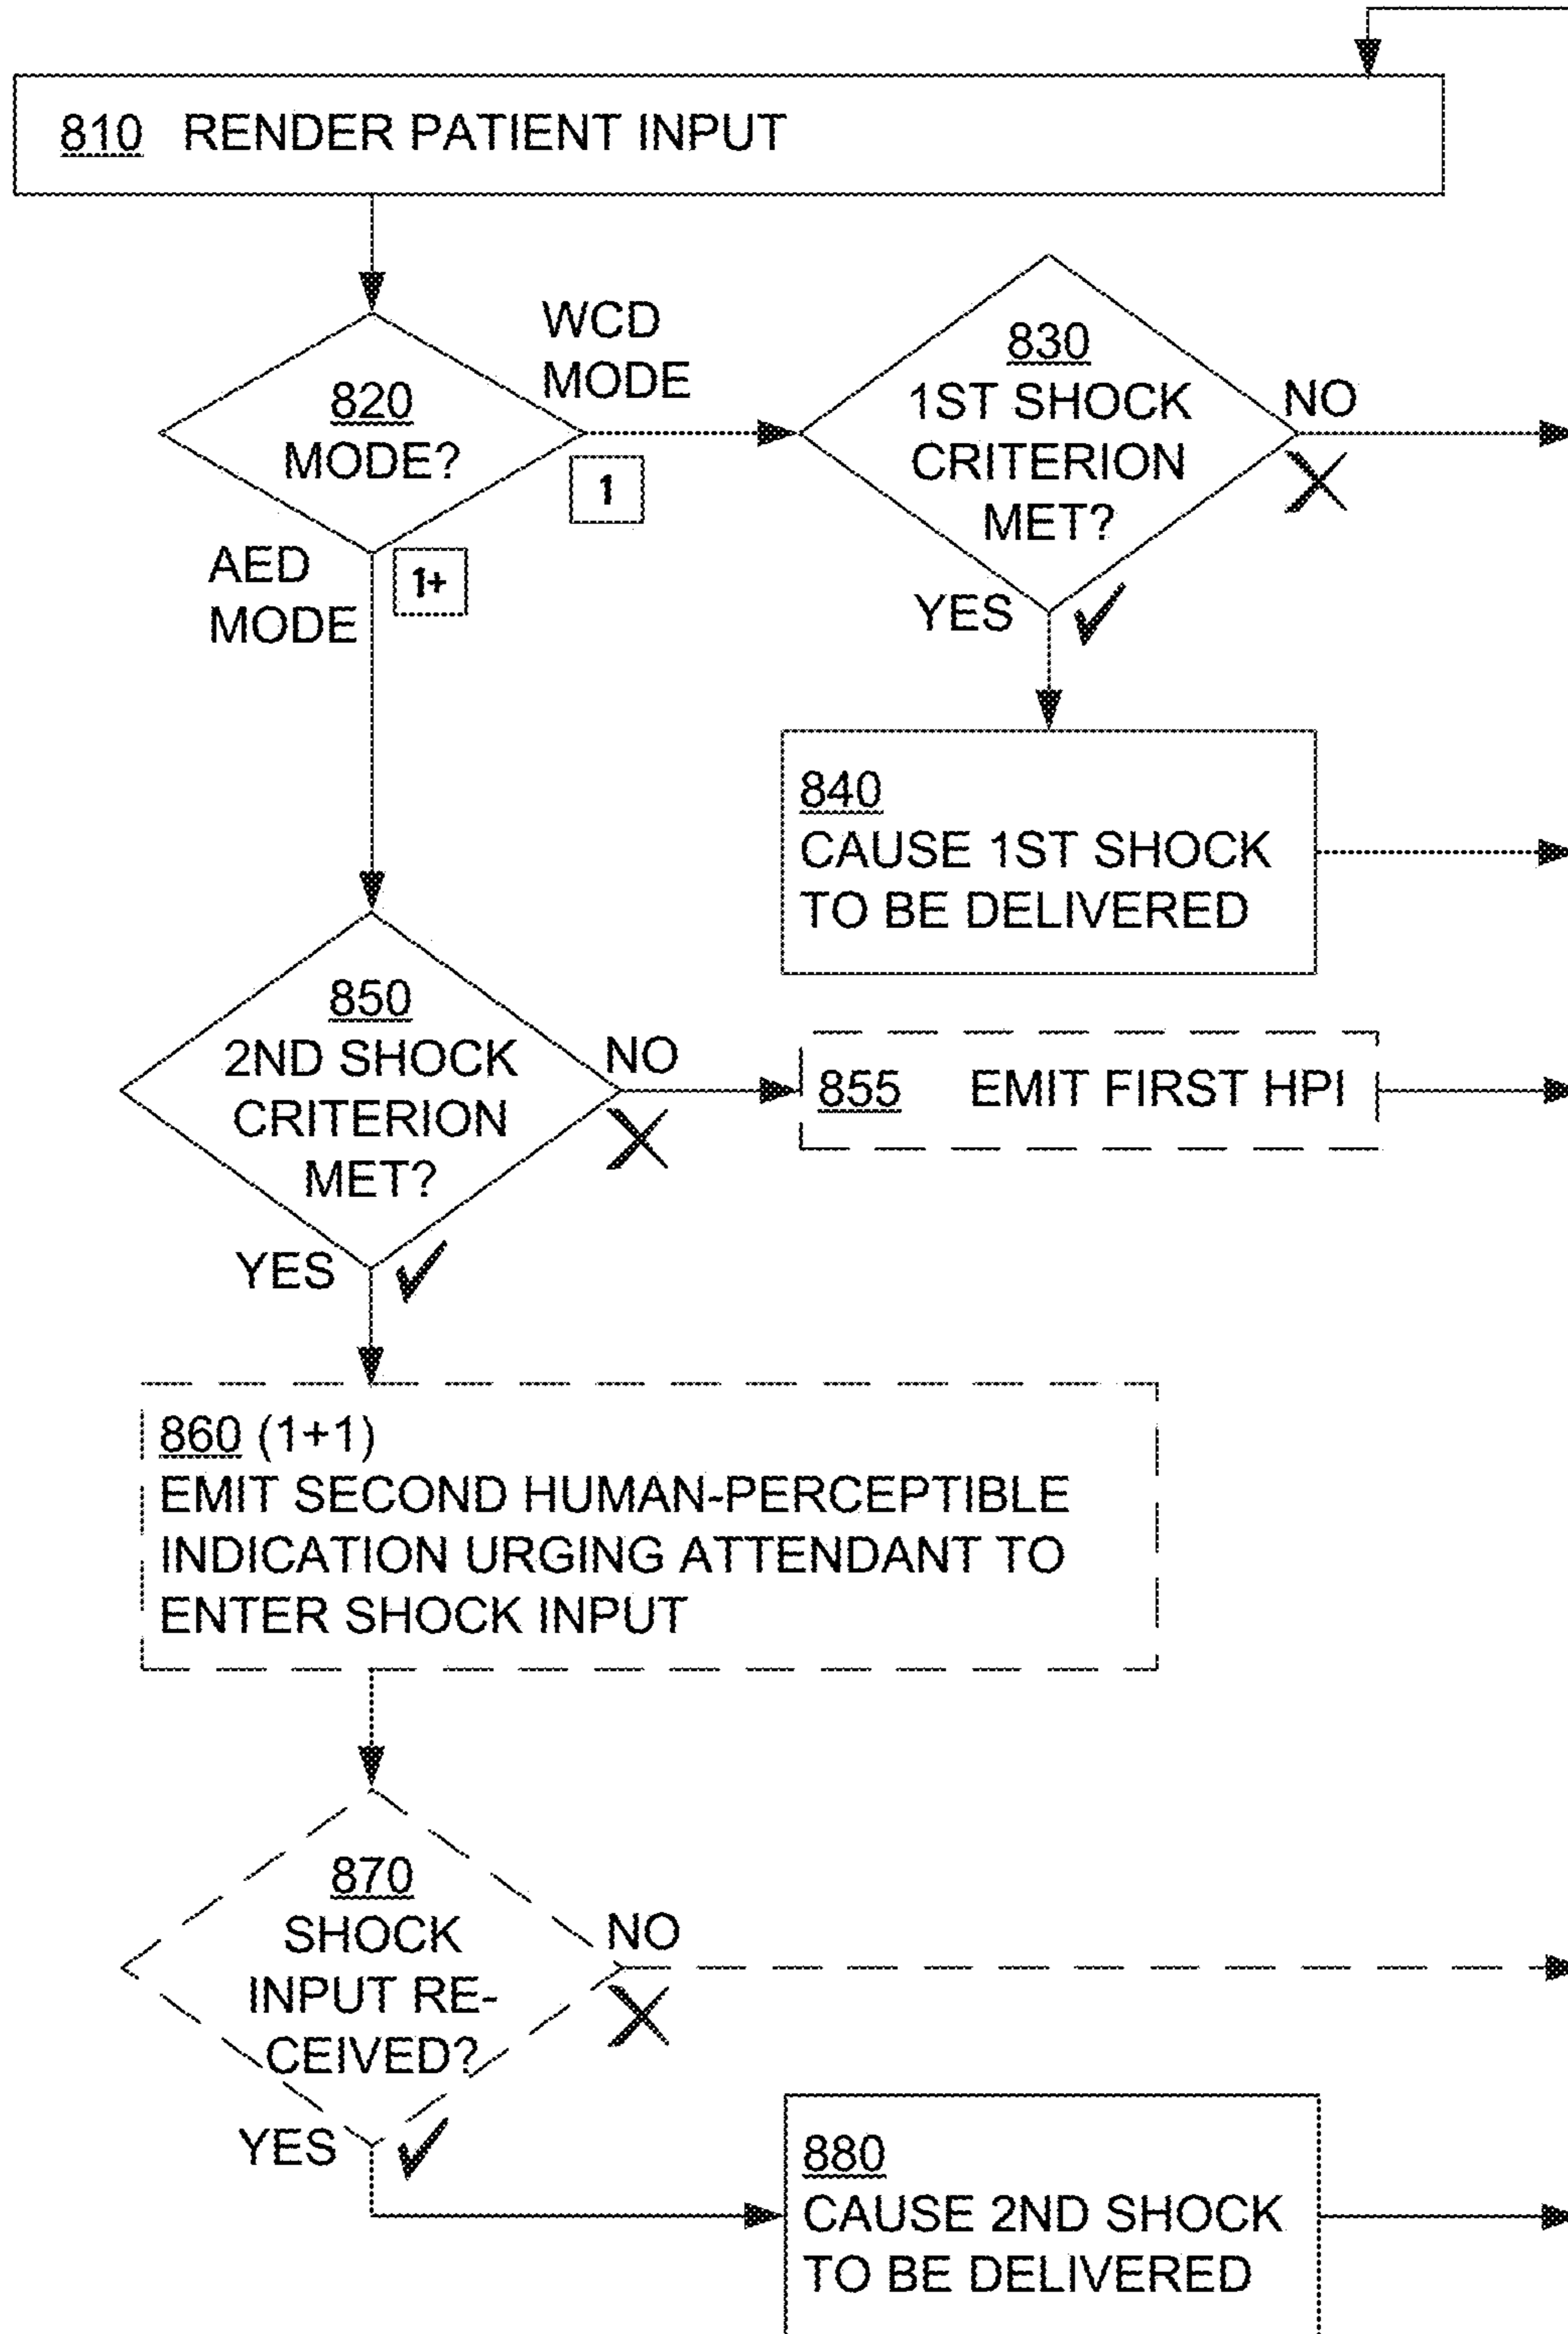 810 RENDER PATIENT INPUT
WCD
MODE
820
MODE?
1
830
1ST SHOCK
CRITERION
MET?
NO
YES
AED
MODE
1+
840
CAUSE 1ST SHOCK
TO BE DELIVERED
850
2ND SHOCK
CRITERION
MET?
NO
YES
855 EMIT FIRST HPI
860 (1+1)
EMIT SECOND HUMAN-PERCEPTIBLE
INDICATION URGING ATTENDANT TO
ENTER SHOCK INPUT
870
SHOCK
INPUT RE-
CEIVED?
NO
YES
880
CAUSE 2ND SHOCK
TO BE DELIVERED